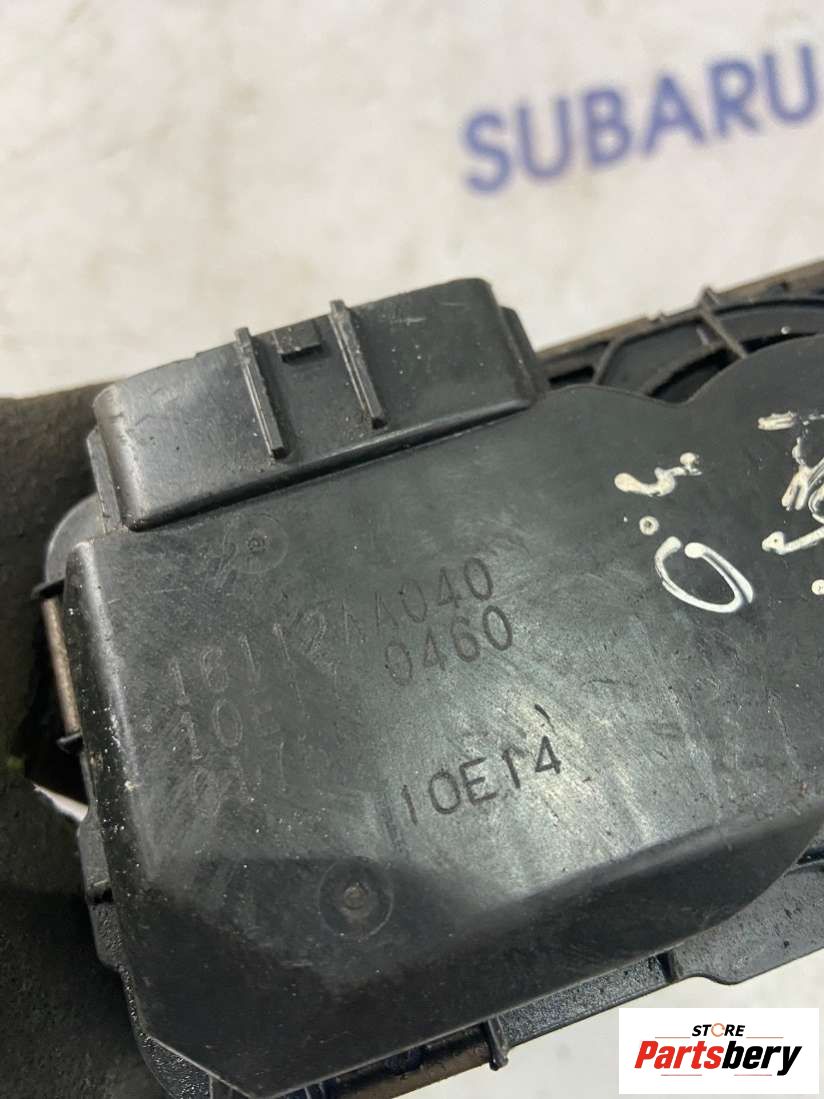 SUBARU
16112AA040
0460
10E14
STORE
Partsbery